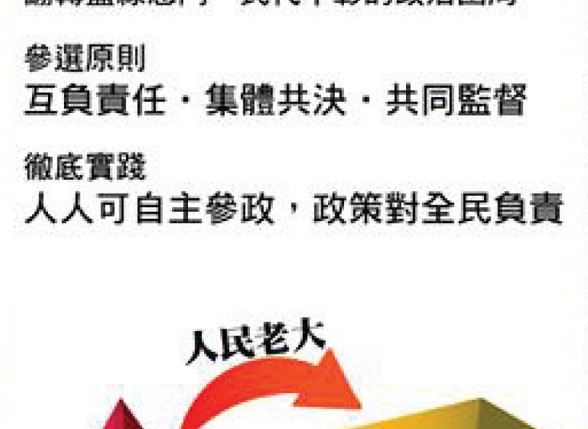 參選原則
互負責任・集體共決・共同監督
徹底實踐
人人可自主參政，政策對全民負責
人民老大